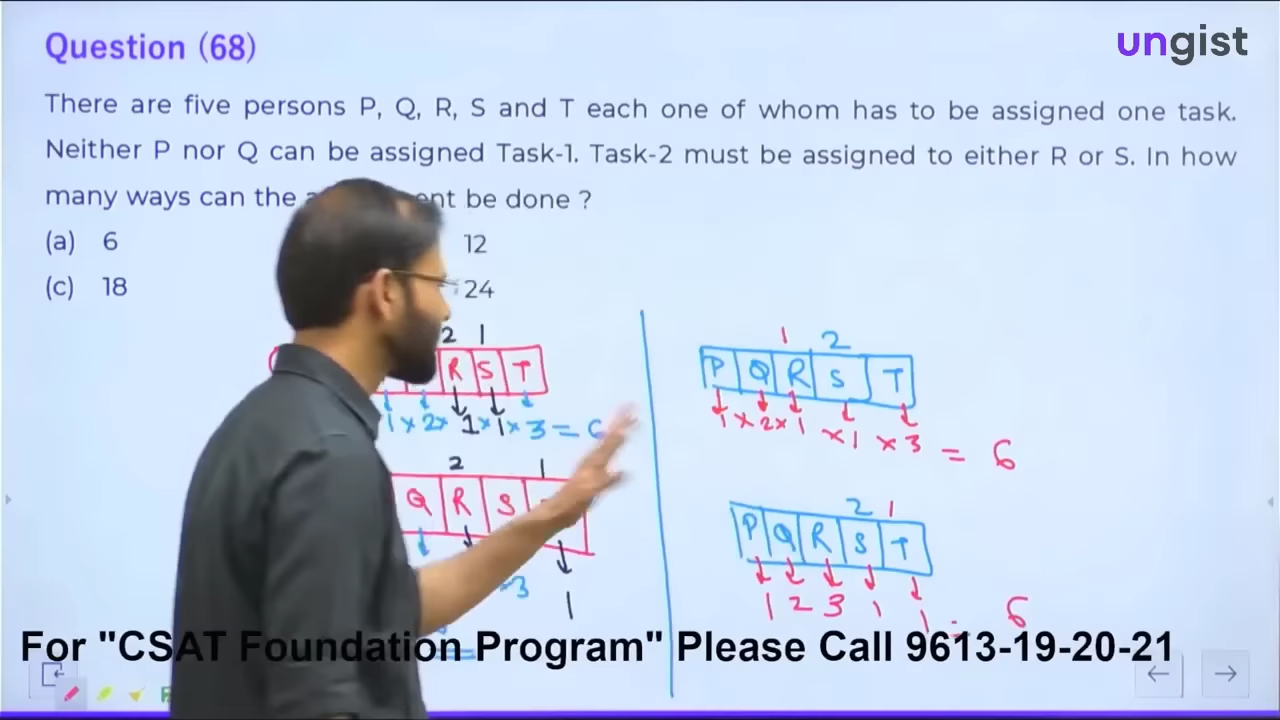 Question (68)
ungist
There are five persons P, Q, R, S and T each one of whom has to be assigned one task.
Neither P nor Q can be assigned Task-1. Task-2 must be assigned to either R or S. In how
many ways can the ent be done ?
(a) 6 12
(c) 18 24
2 1
R S T
1 × 2 × 1 × 1 × 3 = 6
2 1
Q R S
3
1
1 2
P Q R S T
1 × 2 × 1 × 1 × 3 = 6
2 1
P Q R S T
1 2 3 1 1 = 6
For "CSAT Foundation Program" Please Call 9613-19-20-21